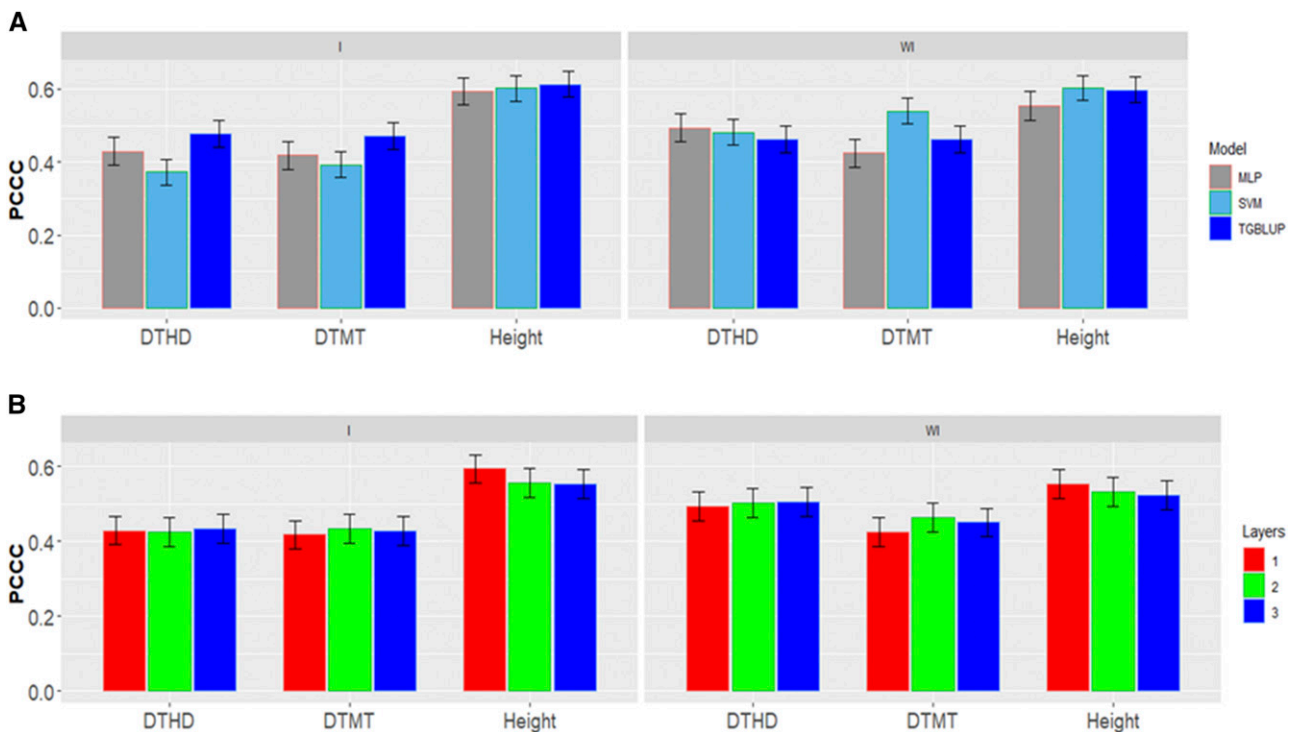 A
I
WI
PCCC
0.6
0.4
0.2
0.0
DTHD
DTMT
Height
DTHD
DTMT
Height
Model
MLP
SVM
TGBLUP
B
I
WI
PCCC
0.6
0.4
0.2
0.0
DTHD
DTMT
Height
DTHD
DTMT
Height
Layers
1
2
3